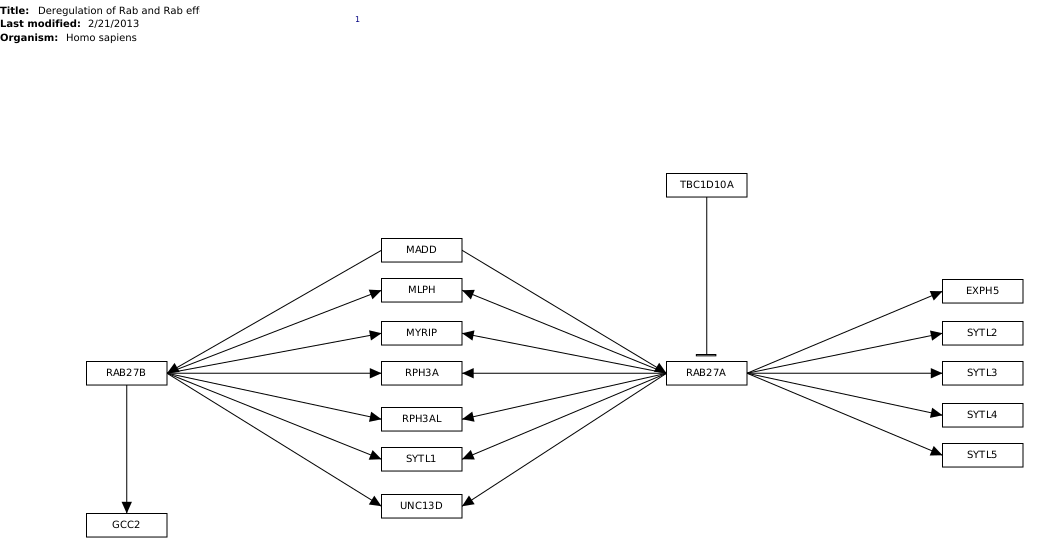 Title: Deregulation of Rab and Rab eff
Last modified: 2/21/2013
Organism: Homo sapiens
1
TBC1D10A
MADD
MLPH
EXPH5
MYRIP
SYTL2
RAB27B
RPH3A
RAB27A
SYTL3
RPH3AL
SYTL4
SYTL1
SYTL5
UNC13D
GCC2